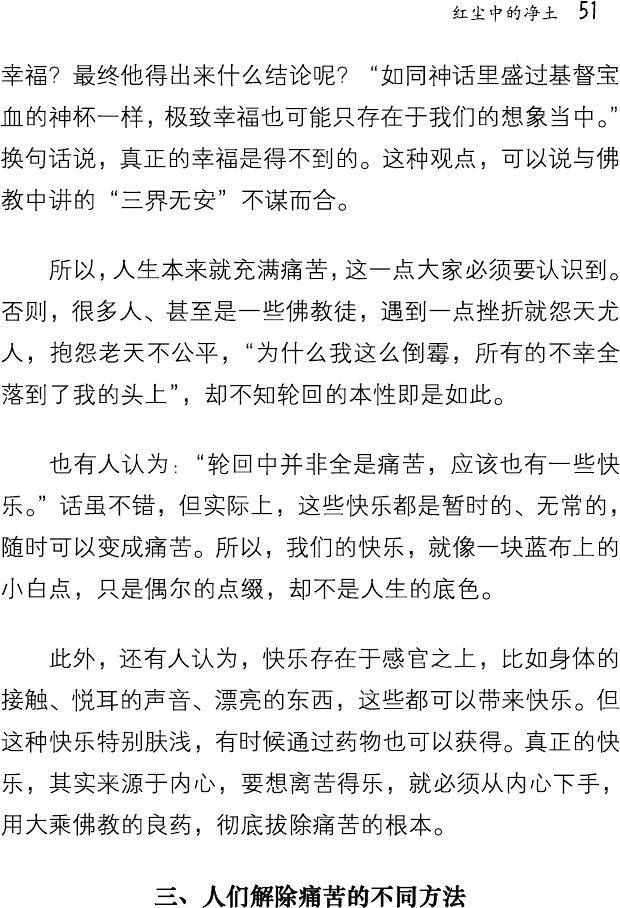 红尘中的净土 51
幸福？最终他得出来什么结论呢？“如同神话里盛过基督宝
血的神杯一样，极致幸福也可能只存在于我们的想象当中。”
换句话说，真正的幸福是得不到的。这种观点，可以说与佛
教中讲的“三界无安”不谋而合。
所以，人生本来就充满痛苦，这一点大家必须要认识到。
否则，很多人、甚至是一些佛教徒，遇到一点挫折就怨天尤
人，抱怨老天不公平，“为什么我这么倒霉，所有的不幸全
落到了我的头上”，却不知轮回的本性即是如此。
也有人认为：“轮回中并非全是痛苦，应该也有一些快
乐。”话虽不错，但实际上，这些快乐都是暂时的、无常的，
随时可以变成痛苦。所以，我们的快乐，就像一块蓝布上的
小白点，只是偶尔的点缀，却不是人生的底色。
此外，还有人认为，快乐存在于感官之上，比如身体的
接触、悦耳的声音、漂亮的东西，这些都可以带来快乐。但
这种快乐特别肤浅，有时候通过药物也可以获得。真正的快
乐，其实来源于内心，要想离苦得乐，就必须从内心下手，
用大乘佛教的良药，彻底拔除痛苦的根本。
三、人们解除痛苦的不同方法